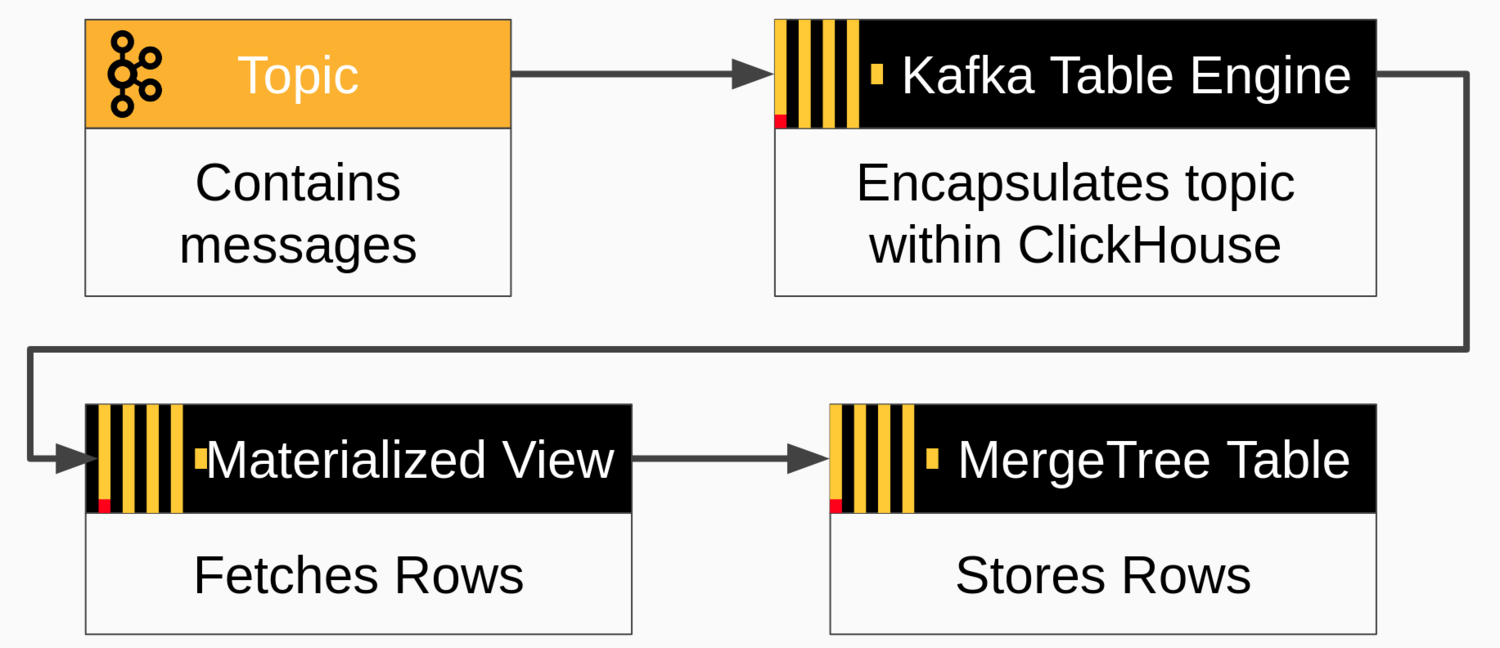 Topic
Contains
messages
Kafka Table Engine
Encapsulates topic
within ClickHouse
Materialized View
Fetches Rows
MergeTree Table
Stores Rows